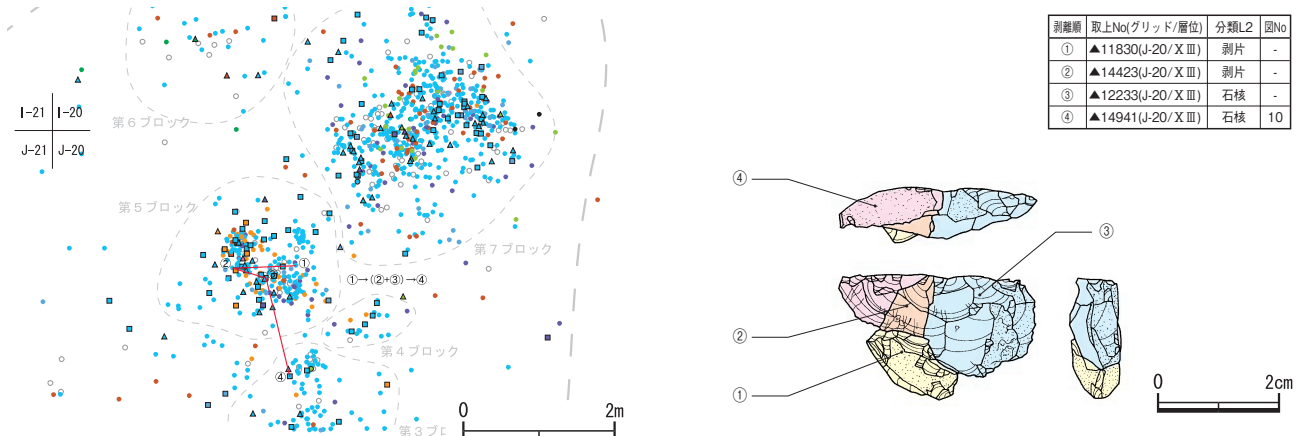 I-21 I-20
J-21 J-20
第6ブロック
第5ブロック
第7ブロック
②
①
①→(②+③)→④
第4ブロック
④
第3ブ
0 2m
剥離順 取上No(グリッド/層位) 分類L2 図No
① ▲11830(J-20/XⅢ) 剥片 -
② ▲14423(J-20/XⅢ) 剥片 -
③ ▲12233(J-20/XⅢ) 石核 -
④ ▲14941(J-20/XⅢ) 石核 10
④
③
②
①
0 2cm